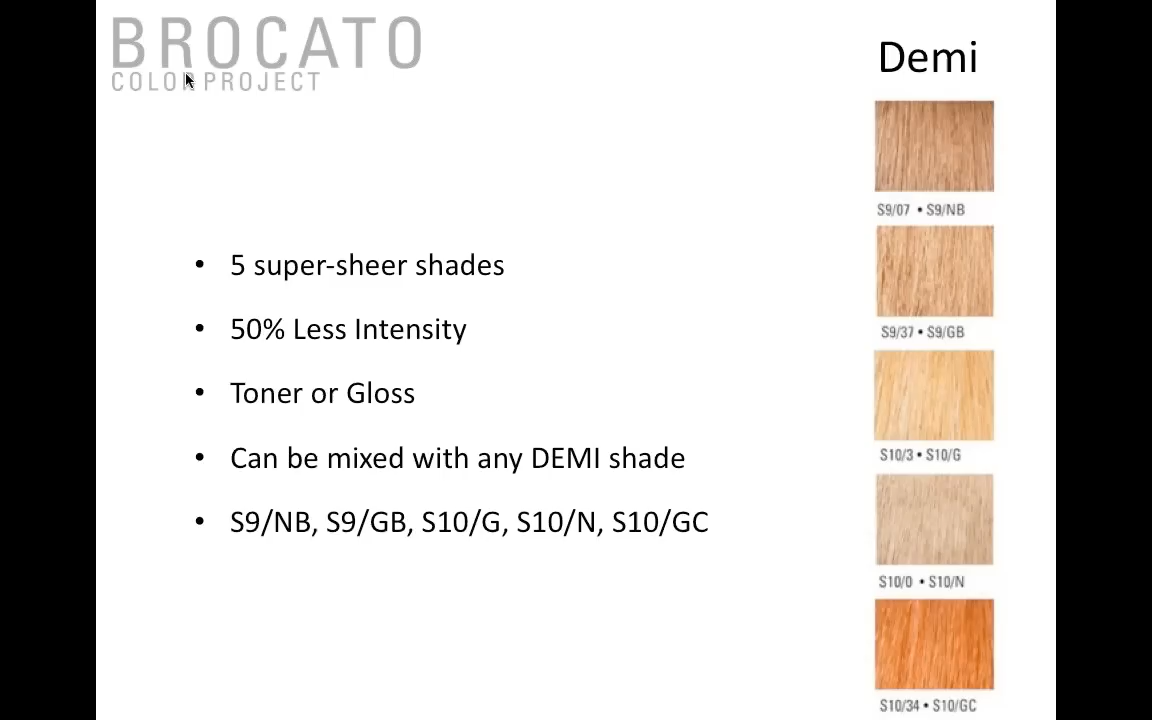 BROCATO
COLOR PROJECT
Demi
• 5 super-sheer shades
• 50% Less Intensity
• Toner or Gloss
• Can be mixed with any DEMI shade
• S9/NB, S9/GB, S10/G, S10/N, S10/GC
S9/07 • S9/NB
S9/37 • S9/GB
S10/3 • S10/G
S10/0 • S10/N
S10/34 • S10/GC